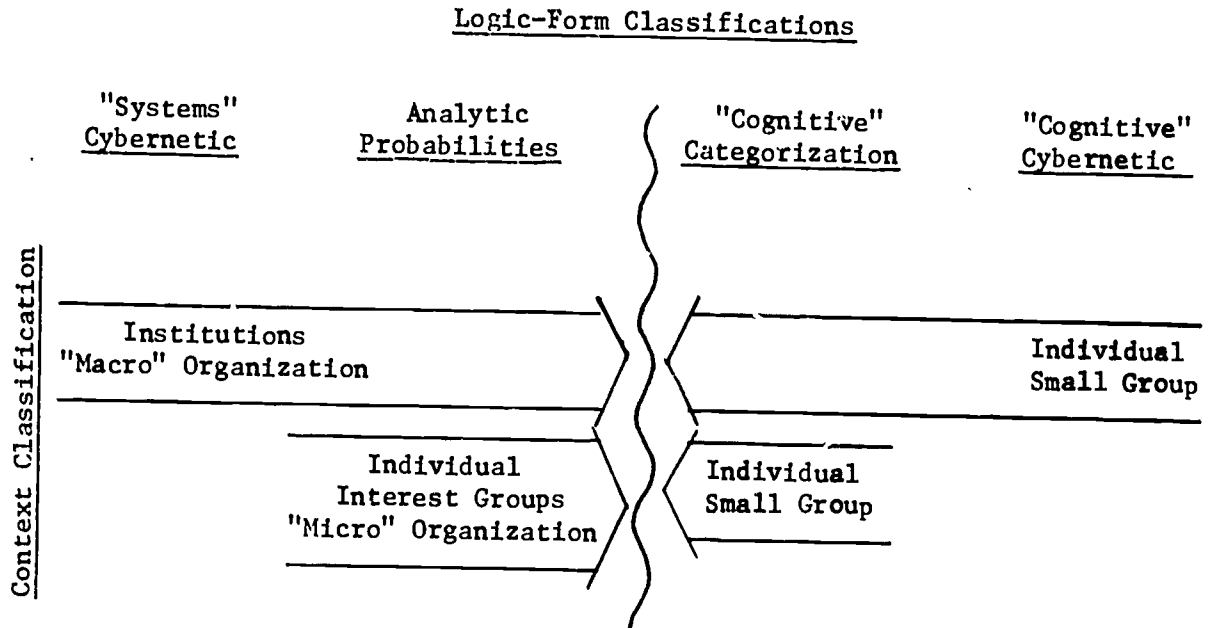 Logic-Form Classifications
"Systems"
Cybernetic
Analytic
Probabilities
"Cognitive"
Categorization
"Cognitive"
Cybernetic
Context Classification
Institutions
"Macro" Organization
Individual
Small Group
Individual
Interest Groups
"Micro" Organization
Individual
Small Group